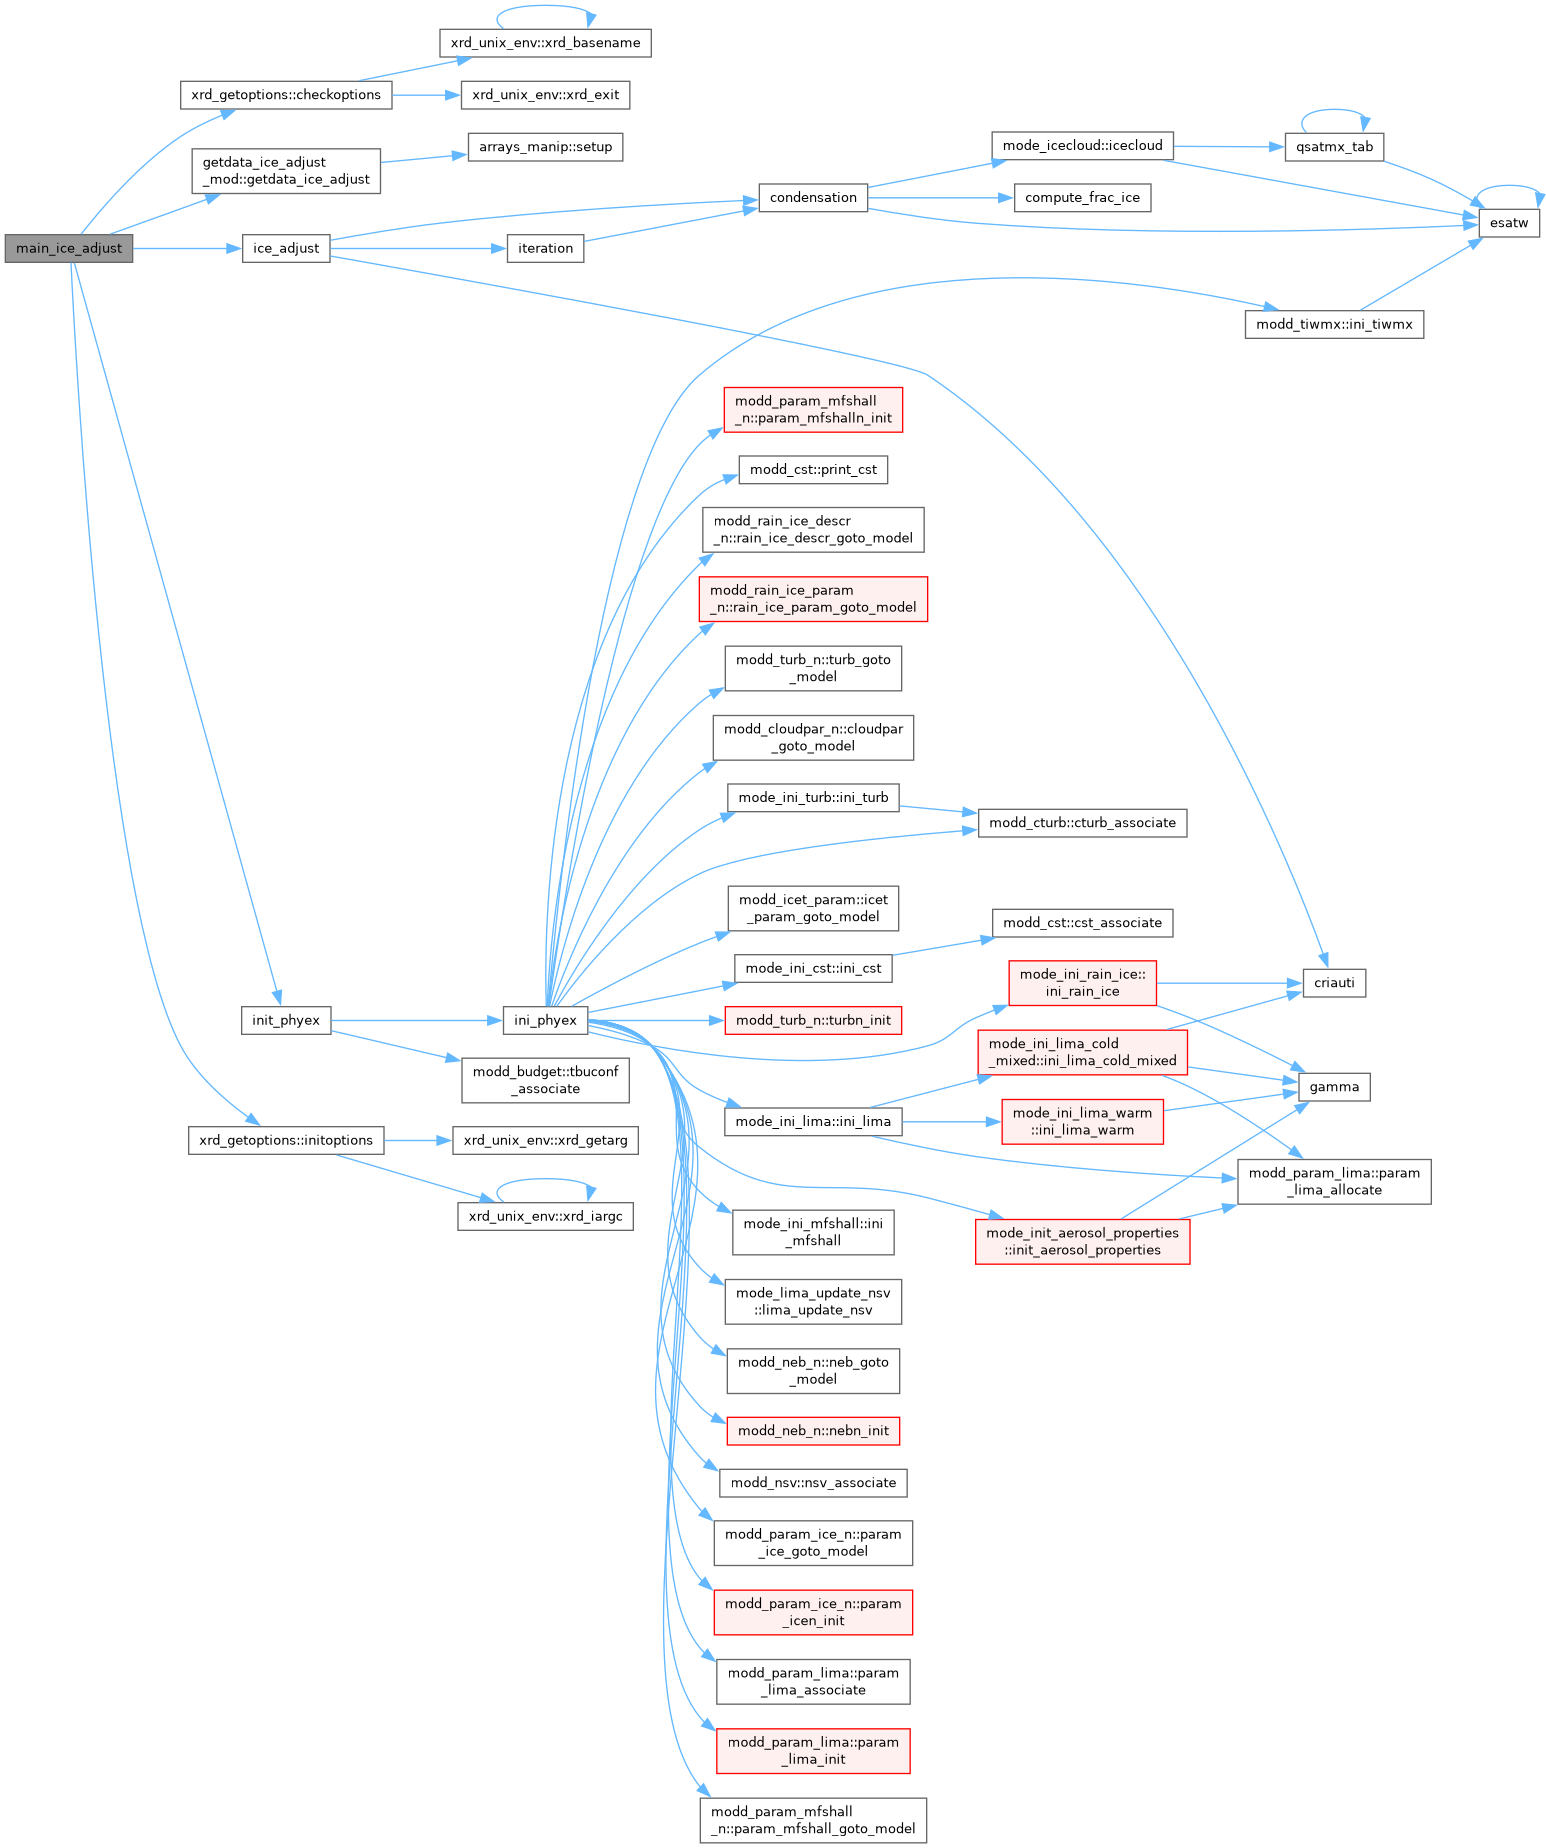 xrd_unix_env::xrd_basename
xrd_getoptions::checkoptions
xrd_unix_env::xrd_exit
getdata_ice_adjust
_mod::getdata_ice_adjust
arrays_manip::setup
mode_icecloud::icecloud
qsatmx_tab
condensation
compute_frac_ice
esatw
main_ice_adjust
ice_adjust
iteration
modd_tiwmx::ini_tiwmx
modd_param_mfshall
_n::param_mfshalln_init
modd_cst::print_cst
modd_rain_ice_descr
_n::rain_ice_descr_goto_model
modd_rain_ice_param
_n::rain_ice_param_goto_model
modd_turb_n::turb_goto
_model
modd_cloudpar_n::cloudpar
_goto_model
mode_ini_turb::ini_turb
modd_cturb::cturb_associate
modd_icet_param::icet
_param_goto_model
modd_cst::cst_associate
mode_ini_cst::ini_cst
mode_ini_rain_ice::
ini_rain_ice
criauti
init_phyex
ini_phyex
modd_turb_n::turbn_init
mode_ini_lima_cold
_mixed::ini_lima_cold_mixed
modd_budget::tbuconf
_associate
gamma
mode_ini_lima::ini_lima
mode_ini_lima_warm
::ini_lima_warm
xrd_getoptions::initoptions
xrd_unix_env::xrd_getarg
modd_param_lima::param
_lima_allocate
xrd_unix_env::xrd_iargc
mode_ini_mfshall::ini
_mfshall
mode_init_aerosol_properties
::init_aerosol_properties
mode_lima_update_nsv
::lima_update_nsv
modd_neb_n::neb_goto
_model
modd_neb_n::nebn_init
modd_nsv::nsv_associate
modd_param_ice_n::param
_ice_goto_model
modd_param_ice_n::param
_icen_init
modd_param_lima::param
_lima_associate
modd_param_lima::param
_lima_init
modd_param_mfshall
_n::param_mfshall_goto_model